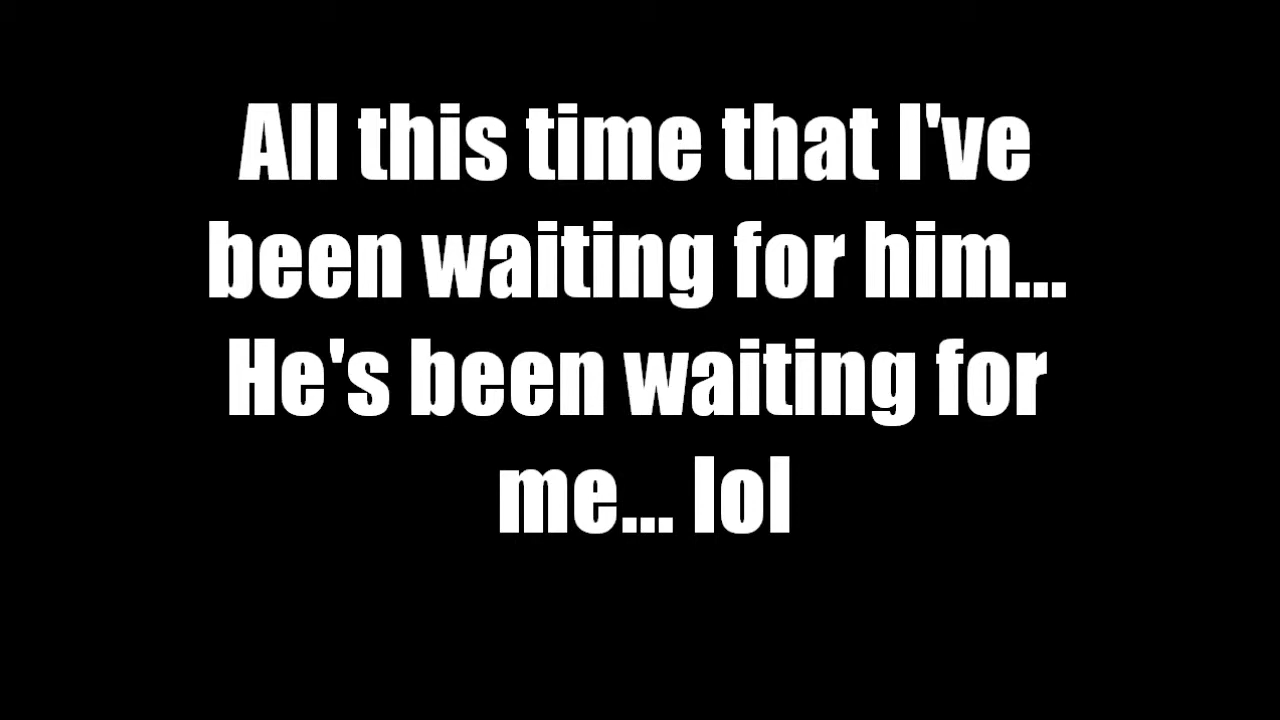 All this time that I've
been waiting for him...
He's been waiting for
me... lol